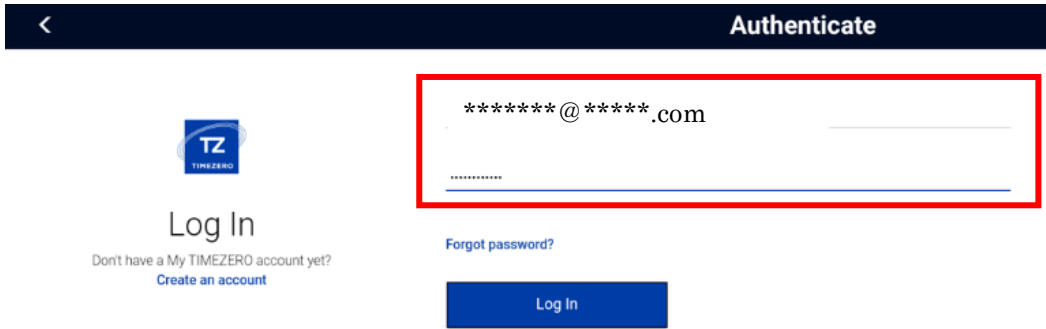 Authenticate
*******@*****.com
............
TZ
TIMEZERO
Log In
Don't have a My TIMEZERO account yet?
Create an account
Forgot password?
Log In